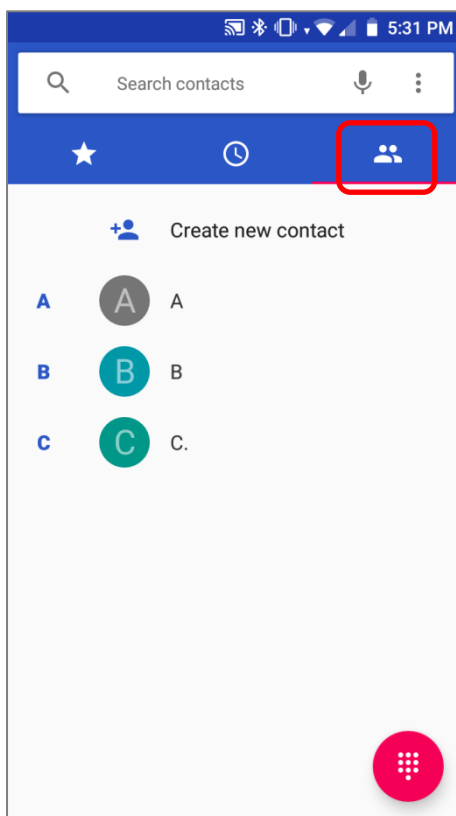 5:31 PM
Search contacts
Create new contact
A A A
B B B
C C C.